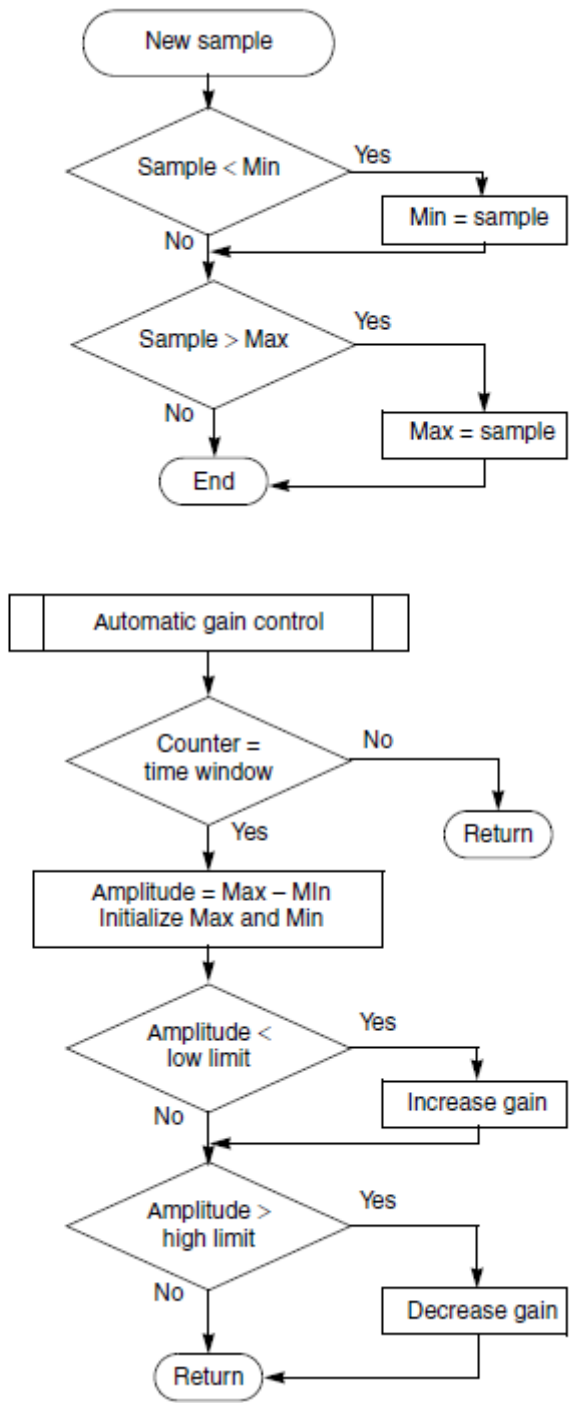 New sample
Sample < Min
Yes
Min = sample
No
Sample > Max
Yes
Max = sample
No
End
Automatic gain control
Counter =
time window
No
Return
Yes
Amplitude = Max – MIn
Initialize Max and Min
Amplitude <
low limit
Yes
Increase gain
No
Amplitude >
high limit
Yes
Decrease gain
No
Return